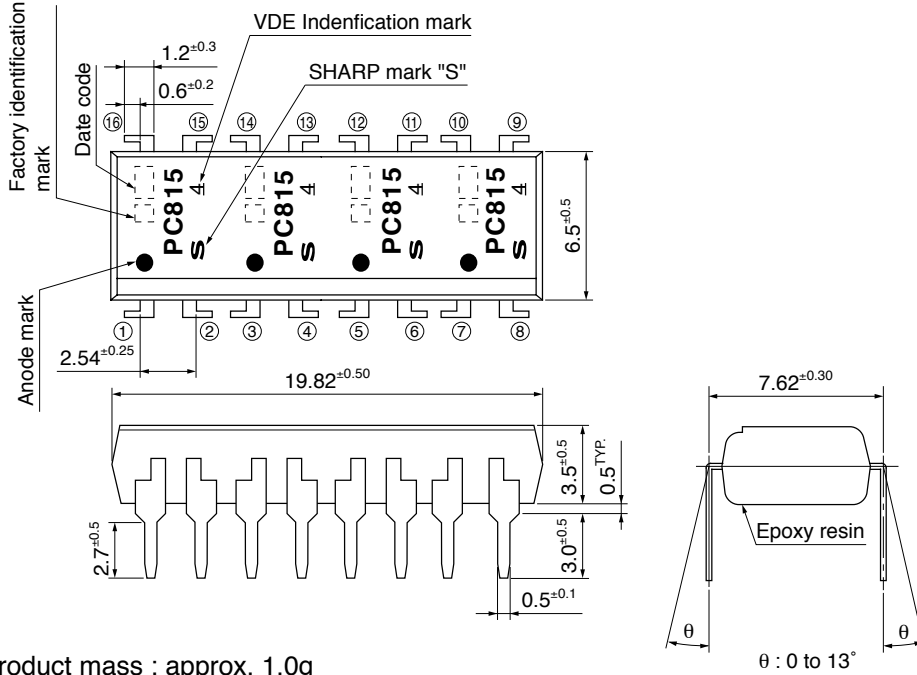 Factory identification
mark
Date code
1.2±0.3
0.6±0.2
VDE Indenfication mark
SHARP mark "S"
⑯ ⑮ ⑭ ⑬ ⑫ ⑪ ⑩ ⑨
PC815 4 S
PC815 4 S
PC815 4 S
PC815 4 S
6.5±0.5
Anode mark
① ② ③ ④ ⑤ ⑥ ⑦ ⑧
2.54±0.25
19.82±0.50
7.62±0.30
3.5±0.5
0.5TYP.
2.7±0.5
3.0±0.5
0.5±0.1
Epoxy resin
θ θ
θ : 0 to 13˚
roduct mass : approx. 1.0g